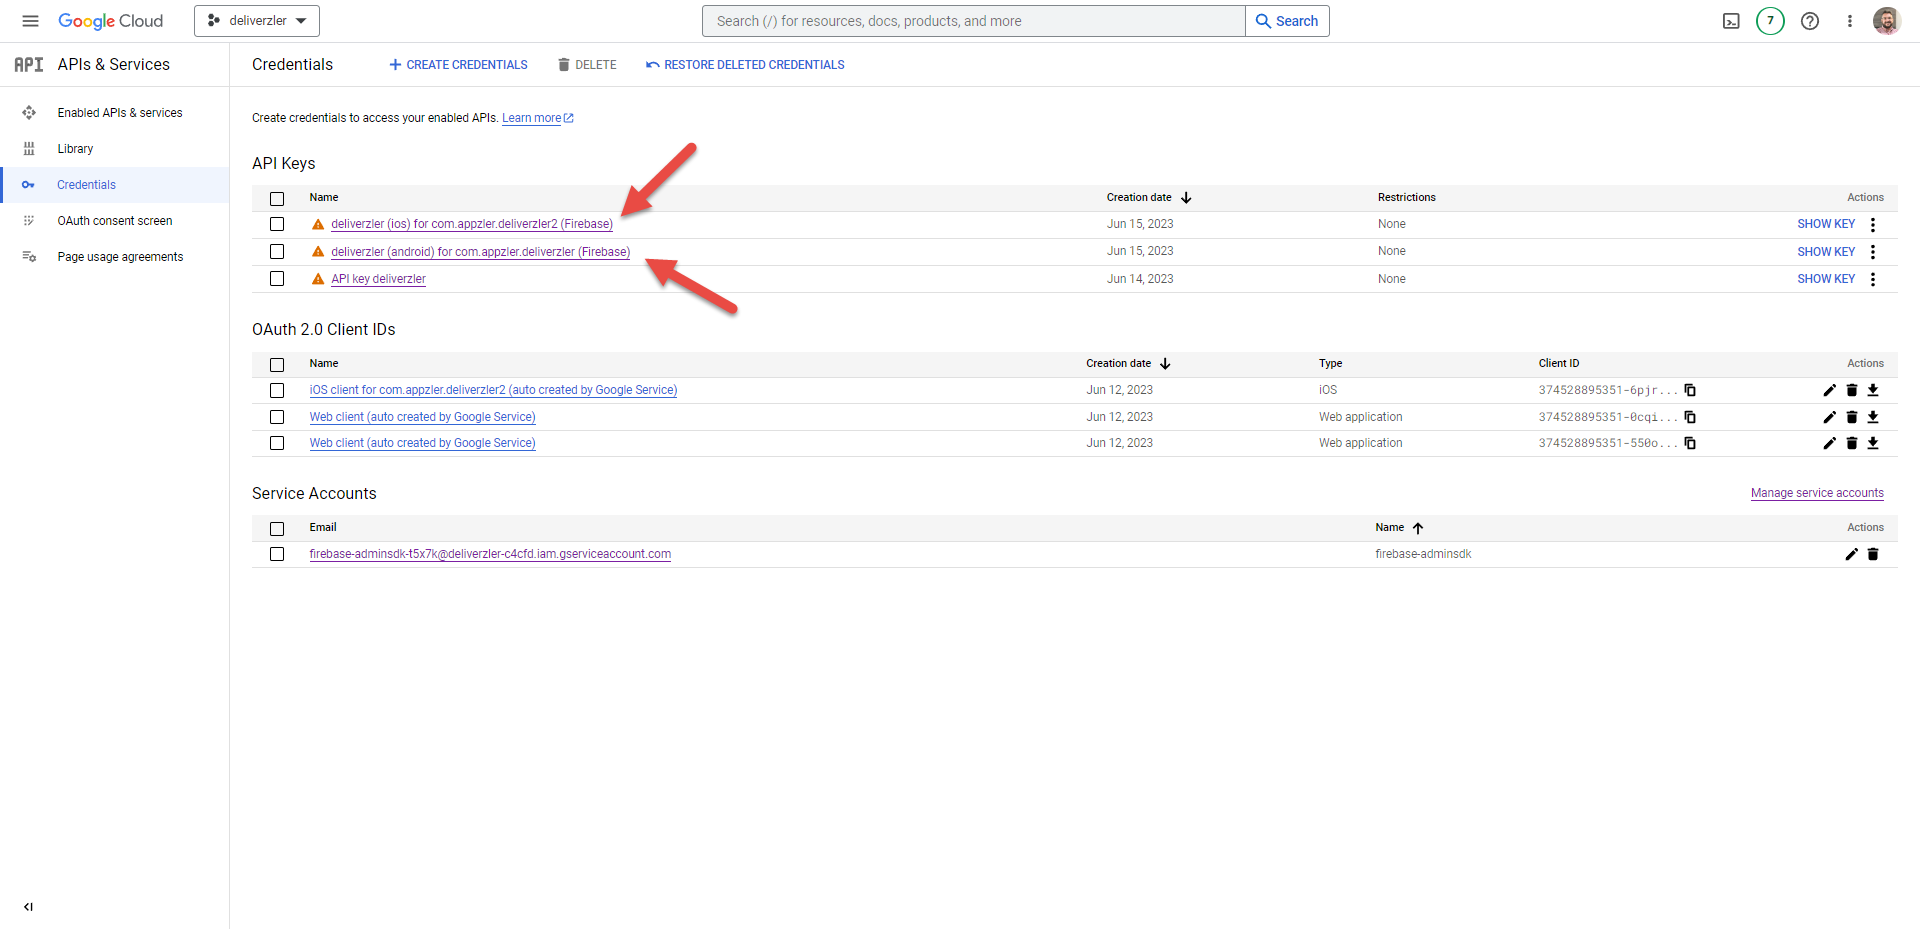 Google Cloud
deliverzler
Search (/) for resources, docs, products, and more
Search
7
API APIs & Services
Credentials
CREATE CREDENTIALS
DELETE
RESTORE DELETED CREDENTIALS
Enabled APIs & services
Library
Credentials
OAuth consent screen
Page usage agreements
Create credentials to access your enabled APIs. Learn more
API Keys
Name Creation date Restrictions Actions
deliverzler (ios) for com.appzler.deliverzler2 (Firebase) Jun 15, 2023 None SHOW KEY
deliverzler (android) for com.appzler.deliverzler (Firebase) Jun 15, 2023 None SHOW KEY
API key deliverzler Jun 14, 2023 None SHOW KEY
OAuth 2.0 Client IDs
Name Creation date Type Client ID Actions
iOS client for com.appzler.deliverzler2 (auto created by Google Service) Jun 12, 2023 iOS 374528895351-6pjr...
Web client (auto created by Google Service) Jun 12, 2023 Web application 374528895351-0cqi...
Web client (auto created by Google Service) Jun 12, 2023 Web application 374528895351-550o...
Service Accounts
Manage service accounts
Email Name Actions
firebase-adminsdk-t5x7k@deliverzler-c4cfd.iam.gserviceaccount.com firebase-adminsdk